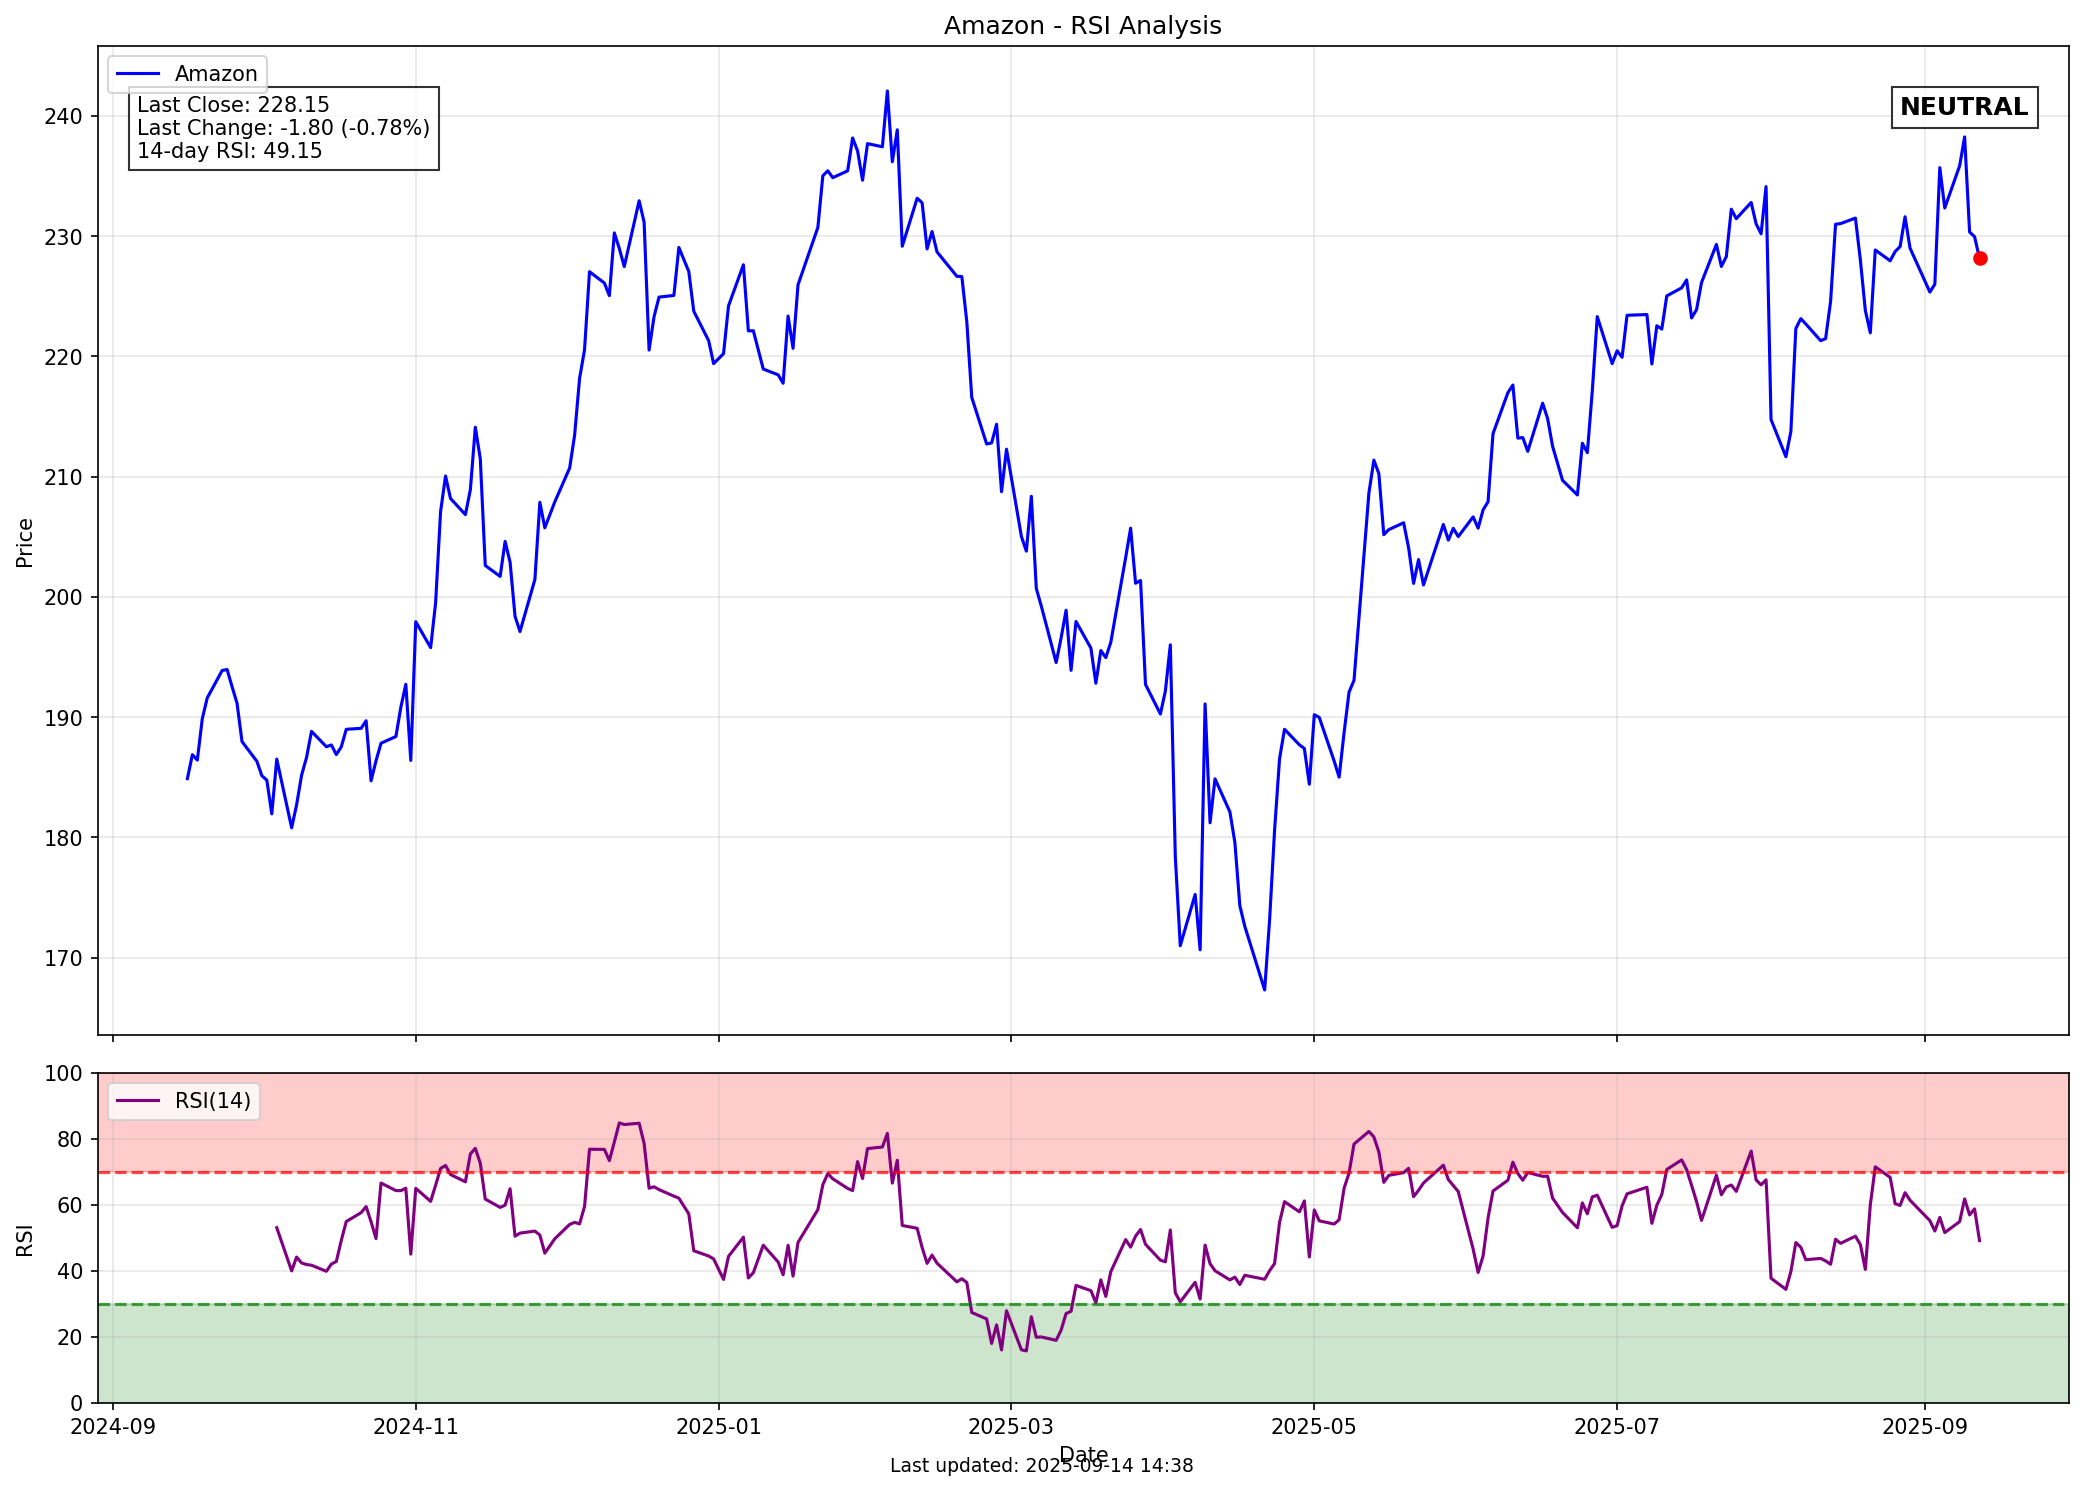 Amazon - RSI Analysis
Amazon
Last Close: 228.15
Last Change: -1.80 (-0.78%)
14-day RSI: 49.15
NEUTRAL
240
230
220
210
200
190
180
170
Price
RSI(14)
100
80
60
40
20
0
RSI
2024-09
2024-11
2025-01
2025-03
2025-05
2025-07
2025-09
Date
Last updated: 2025-09-14 14:38